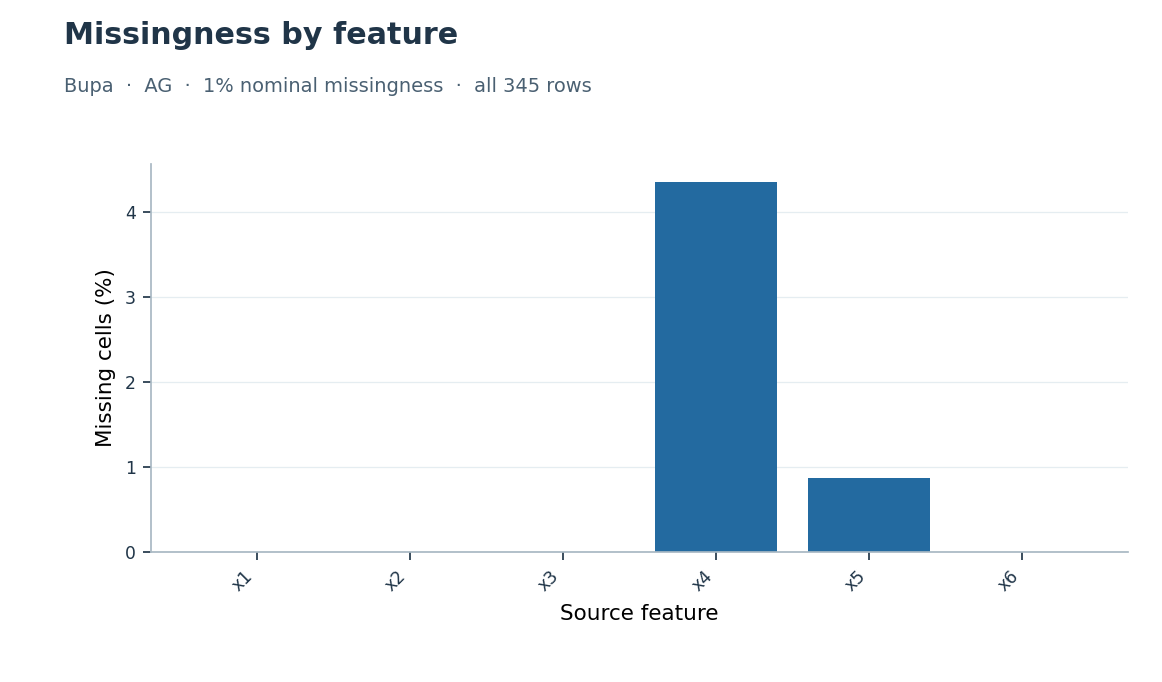 Missingness by feature
Bupa · AG · 1% nominal missingness · all 345 rows
Missing cells (%)
4
3
2
1
0
x1
x2
x3
x4
x5
x6
Source feature